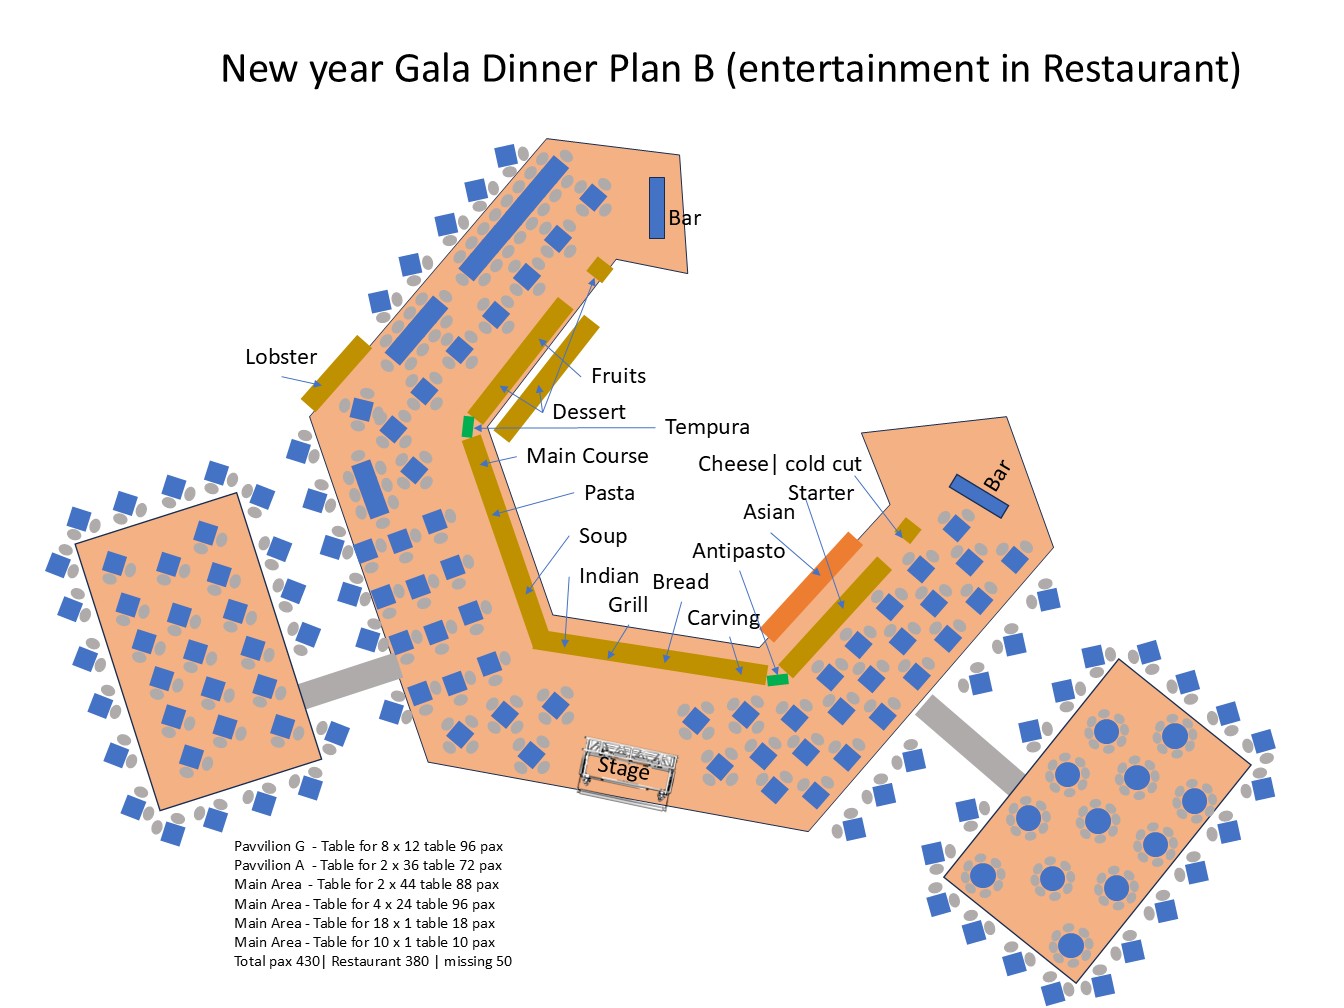 New year Gala Dinner Plan B (entertainment in Restaurant)
Bar
Lobster
Fruits
Dessert
Tempura
Main Course
Cheese| cold cut
Bar
Pasta
Starter
Asian
Soup
Antipasto
Indian
Bread
Grill
Carving
Stage
Pavvilion G - Table for 8 x 12 table 96 pax
Pavvilion A - Table for 2 x 36 table 72 pax
Main Area - Table for 2 x 44 table 88 pax
Main Area - Table for 4 x 24 table 96 pax
Main Area - Table for 18 x 1 table 18 pax
Main Area - Table for 10 x 1 table 10 pax
Total pax 430| Restaurant 380 | missing 50